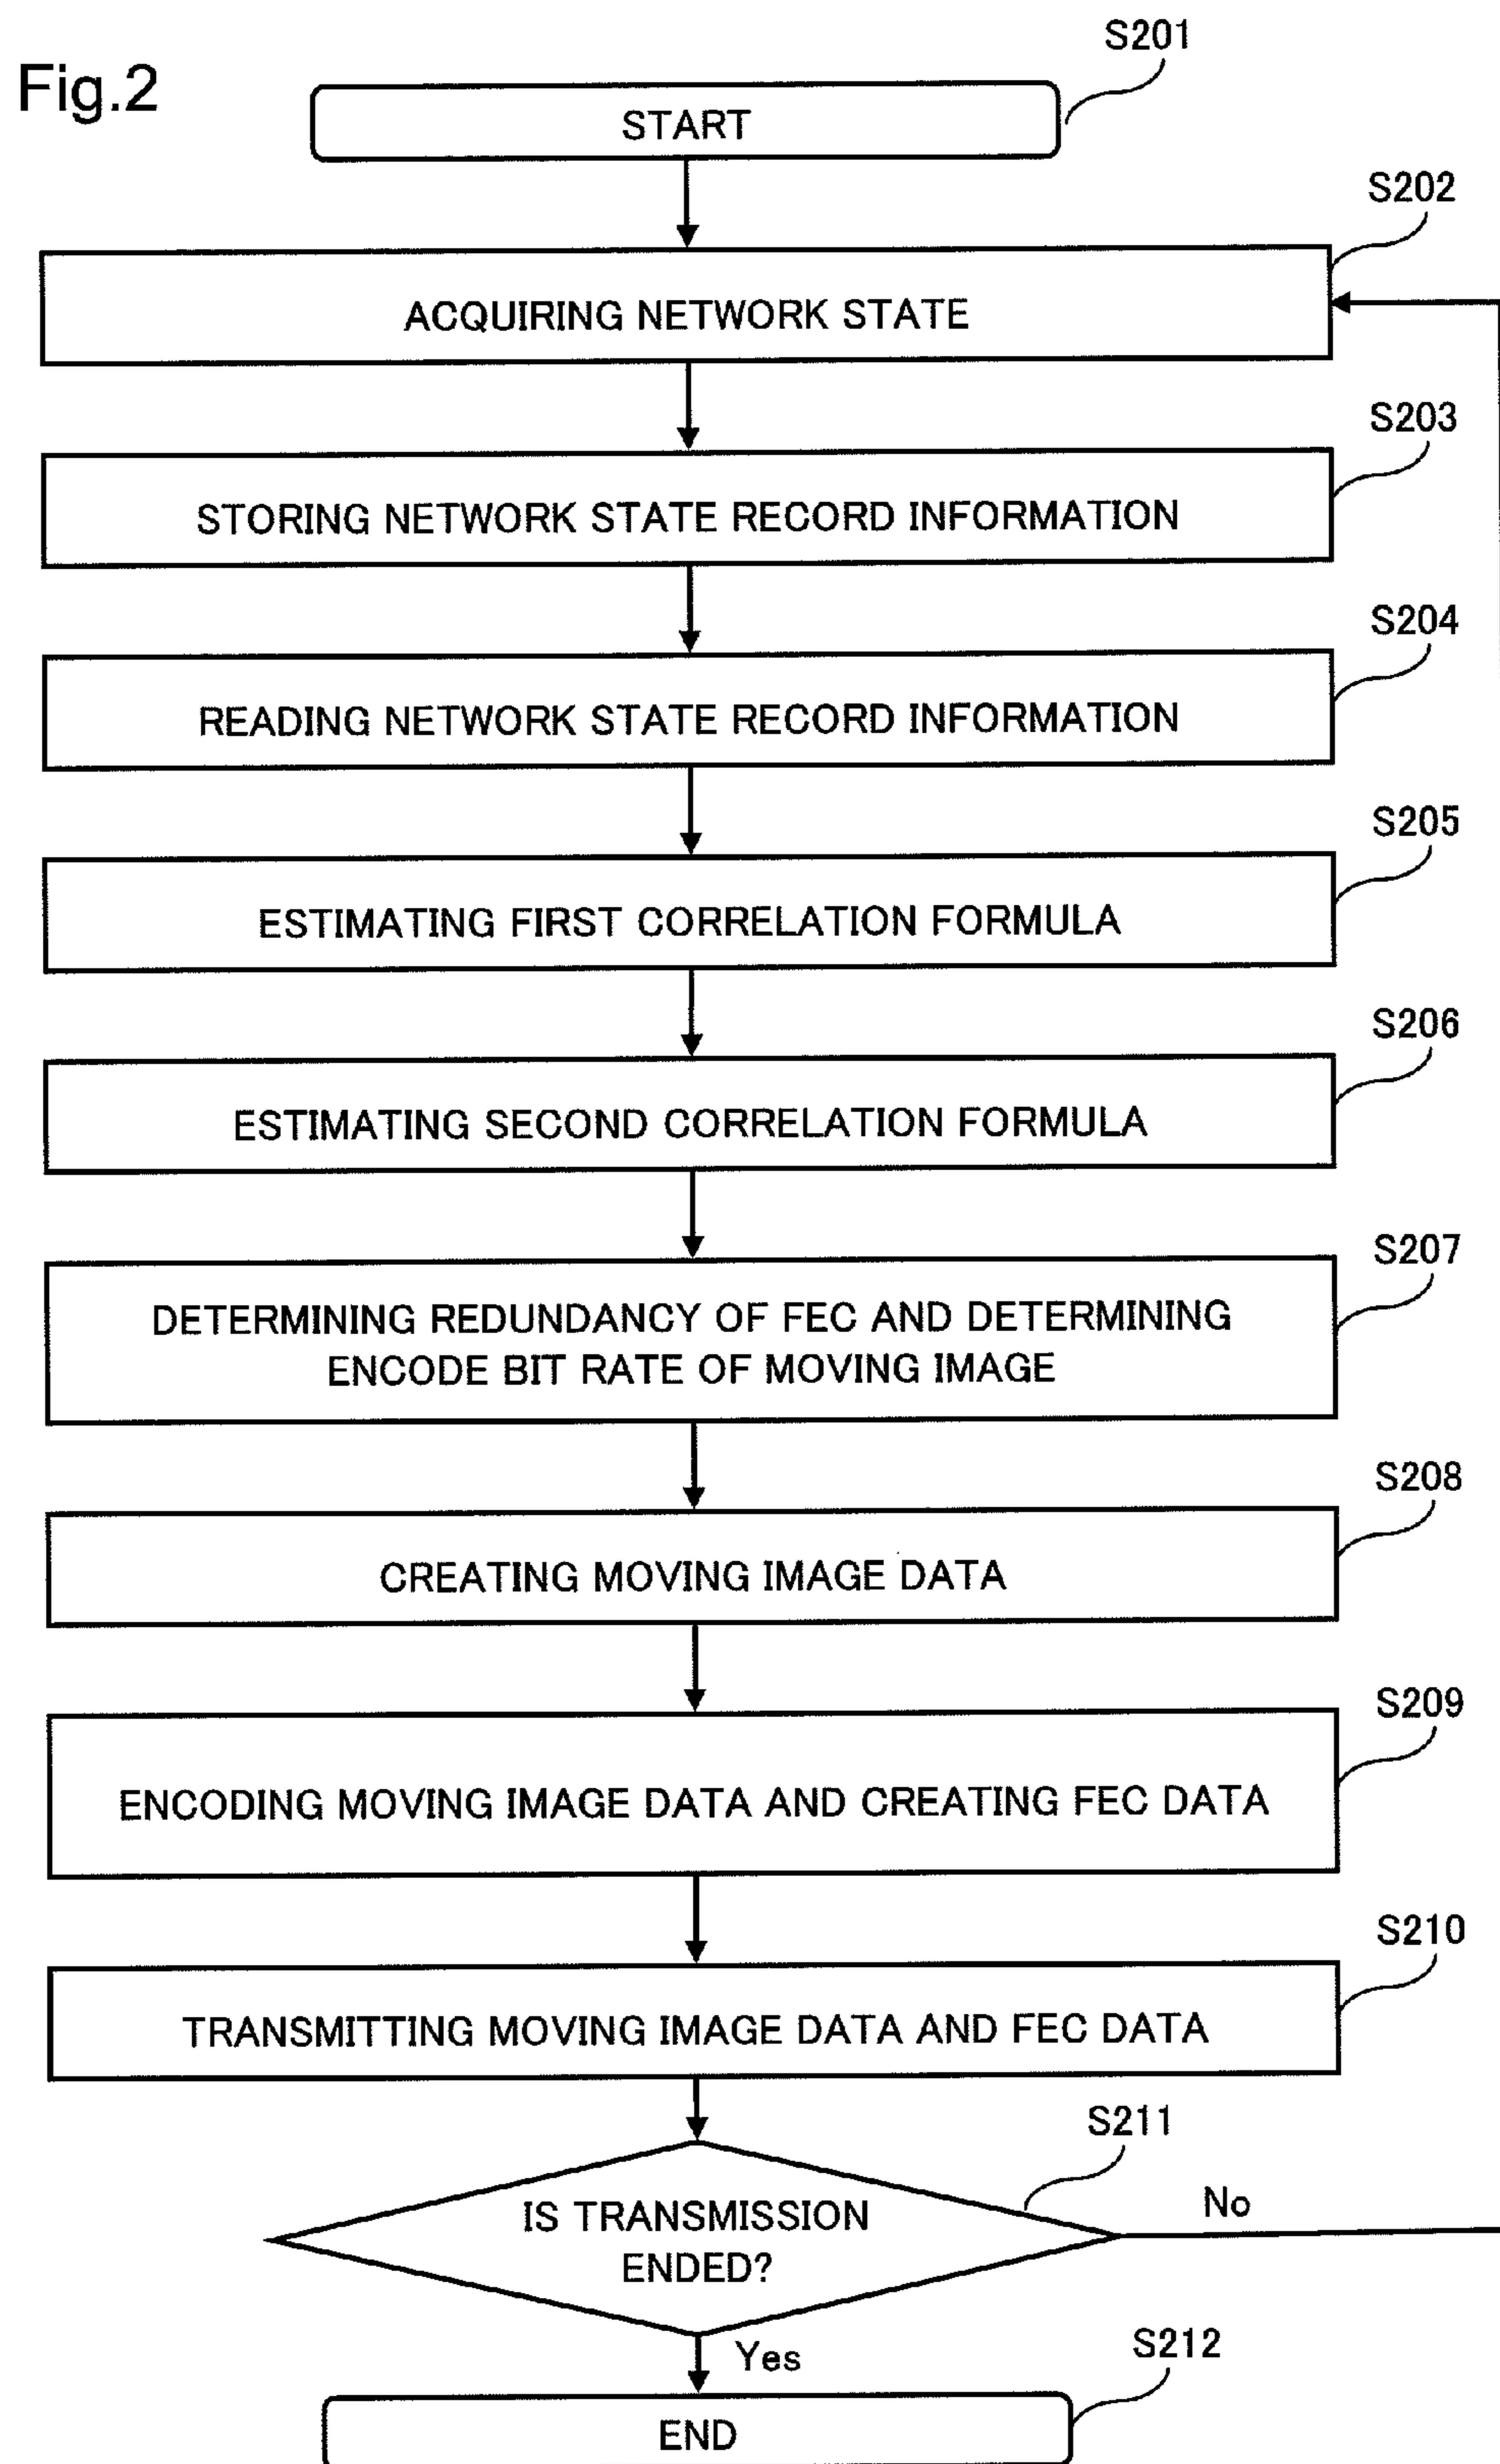 Fig.2
S201
START
S202
ACQUIRING NETWORK STATE
S203
STORING NETWORK STATE RECORD INFORMATION
S204
READING NETWORK STATE RECORD INFORMATION
S205
ESTIMATING FIRST CORRELATION FORMULA
S206
ESTIMATING SECOND CORRELATION FORMULA
S207
DETERMINING REDUNDANCY OF FEC AND DETERMINING
ENCODE BIT RATE OF MOVING IMAGE
S208
CREATING MOVING IMAGE DATA
S209
ENCODING MOVING IMAGE DATA AND CREATING FEC DATA
S210
TRANSMITTING MOVING IMAGE DATA AND FEC DATA
S211
IS TRANSMISSION
ENDED?
No
Yes
S212
END